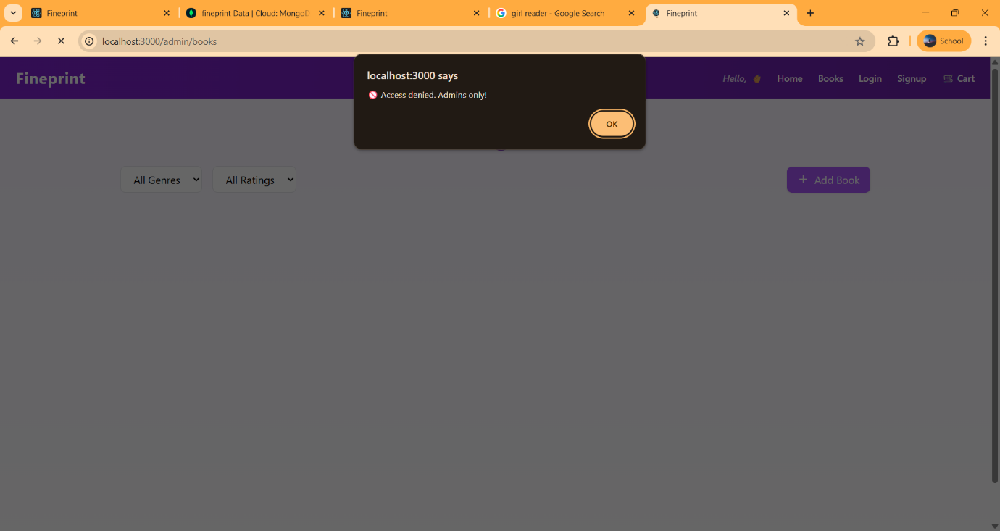 Fineprint
fineprint Data | Cloud: MongoD
Fineprint
girl reader - Google Search
Fineprint
localhost:3000/admin/books
School
Fineprint
Hello, 👋
Home
Books
Login
Signup
🛒 Cart
localhost:3000 says
🚫 Access denied. Admins only!
OK
All Genres
All Ratings
+ Add Book